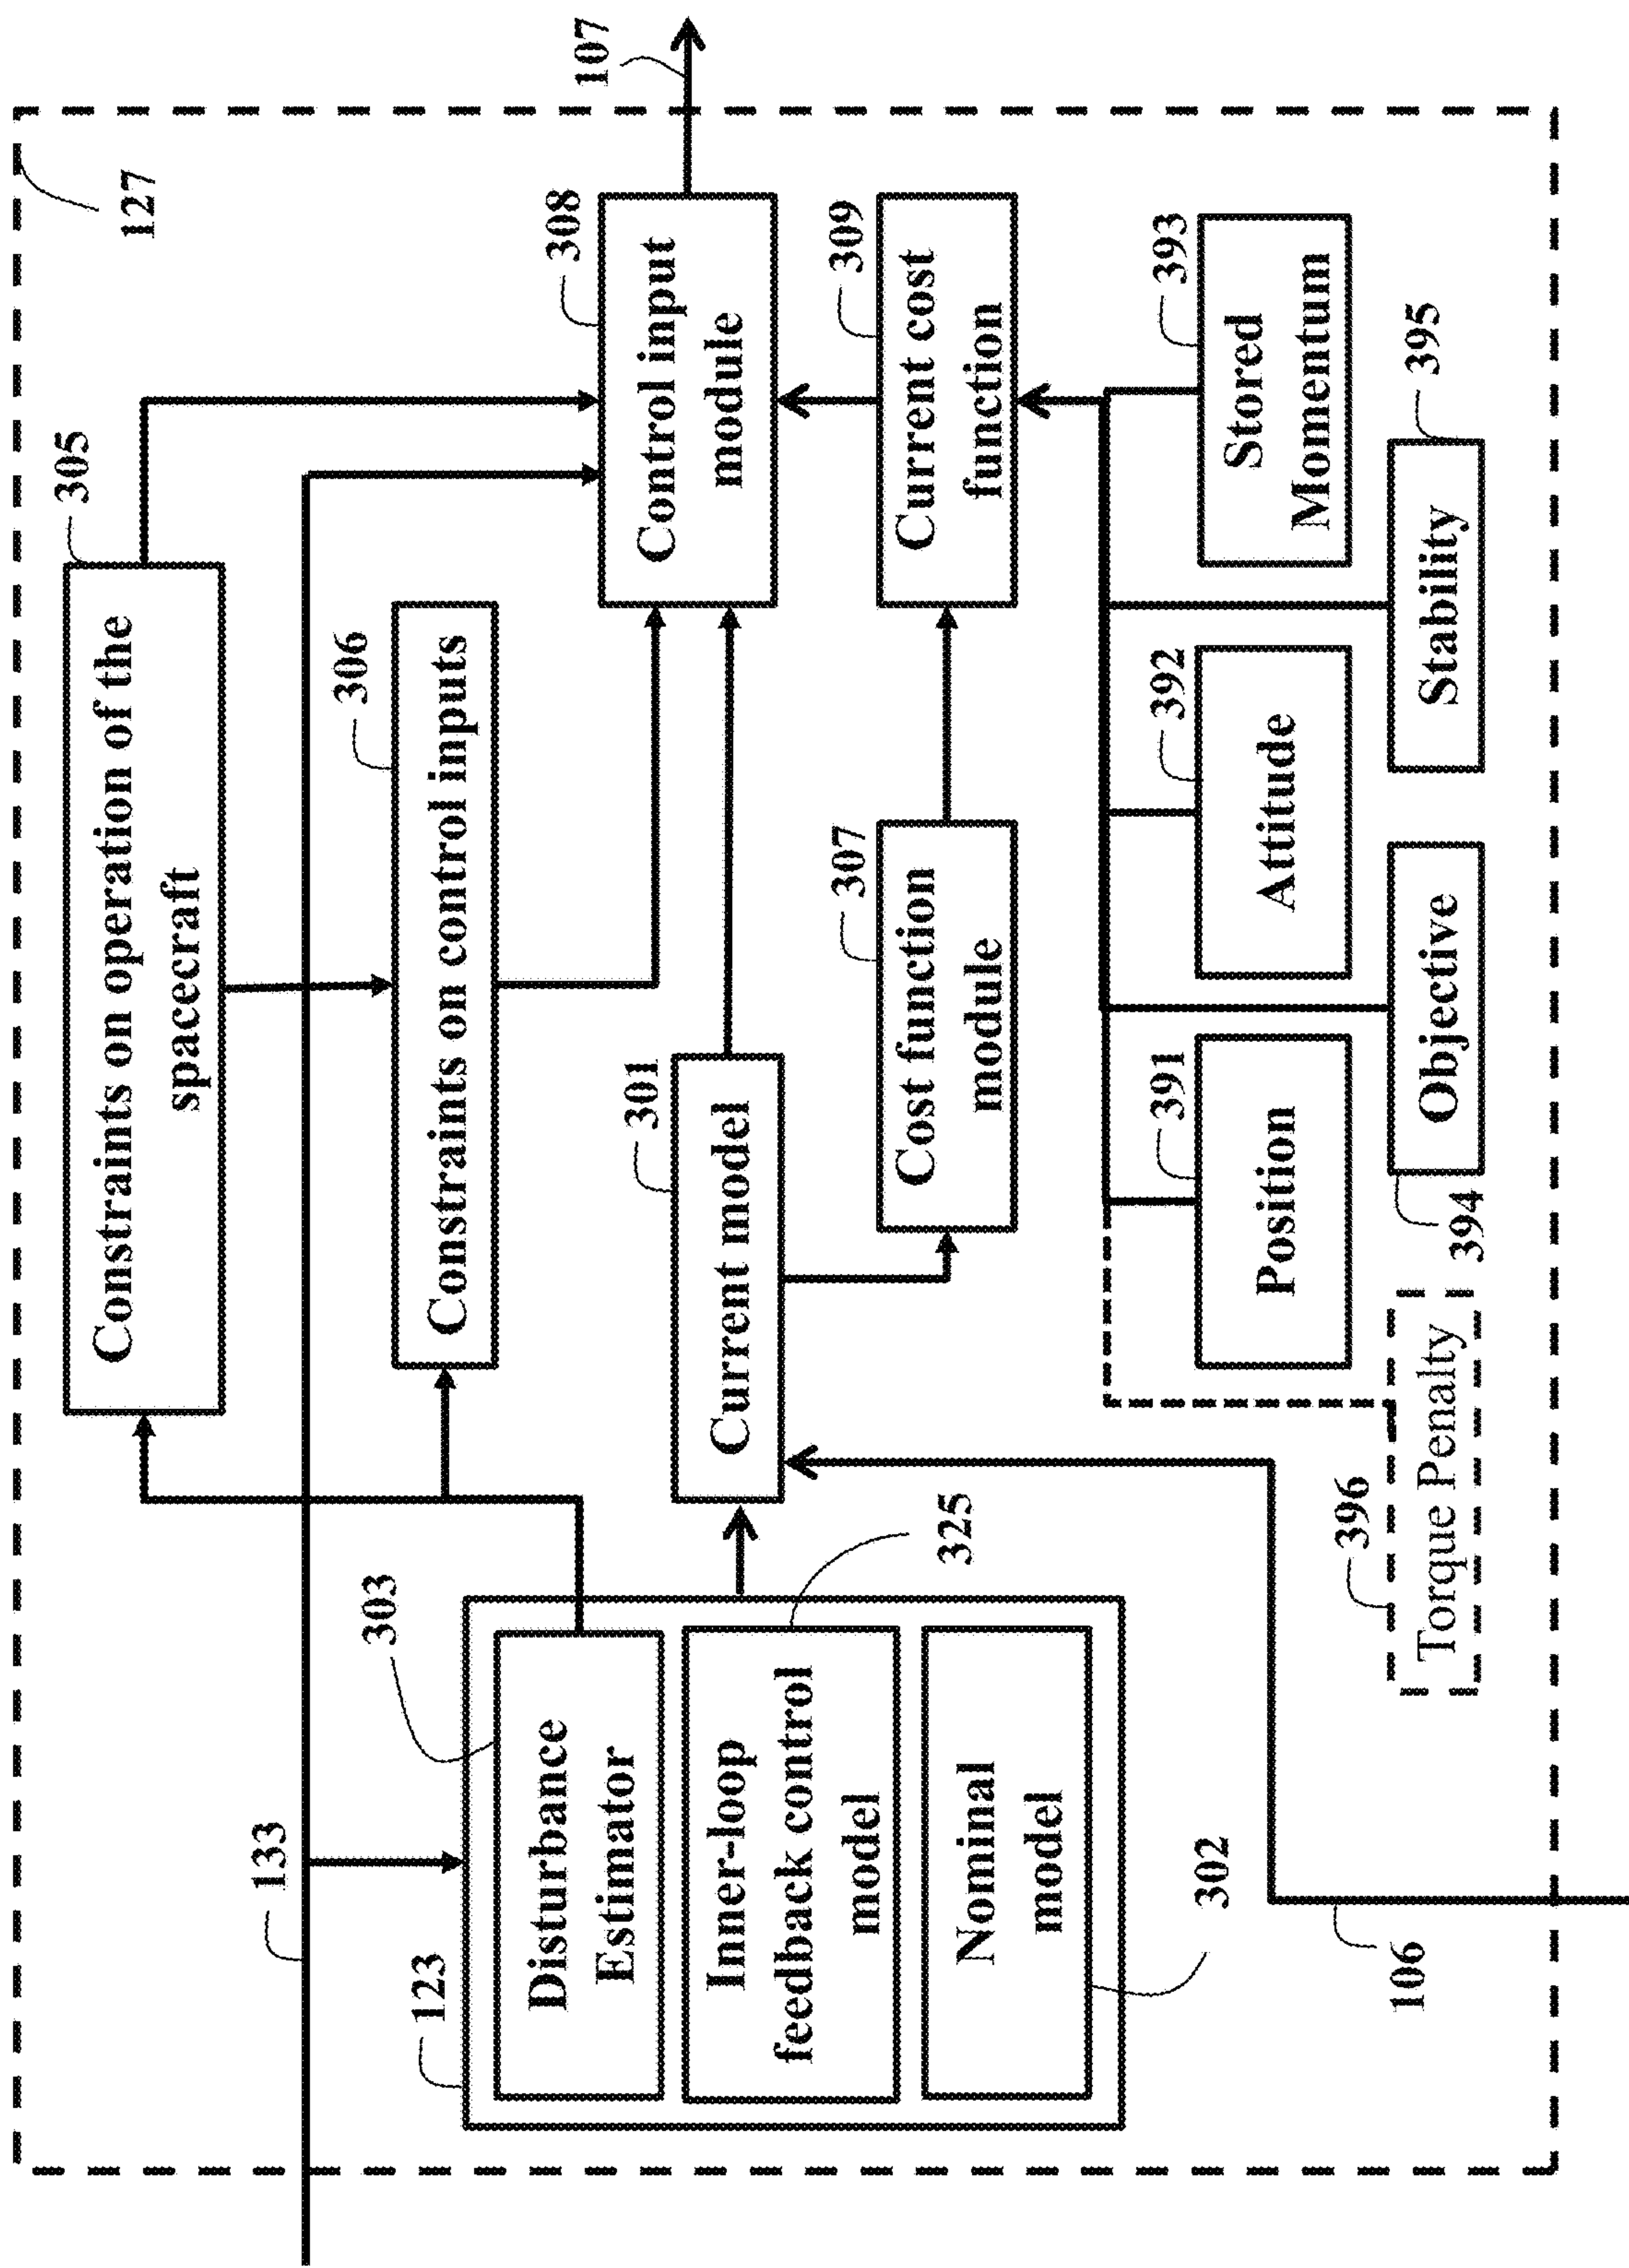 127
133
305
Constraints on operation of the
spacecraft
306
Constraints on control inputs
107
308
Control input
module
123
303
Disturbance
Estimator
Inner-loop
feedback control
model
325
Nominal
model
302
301
Current model
307
Cost function
module
309
Current cost
function
106
391
Position
392
Attitude
393
Stored
Momentum
396
Torque Penalty
394
Objective
395
Stability